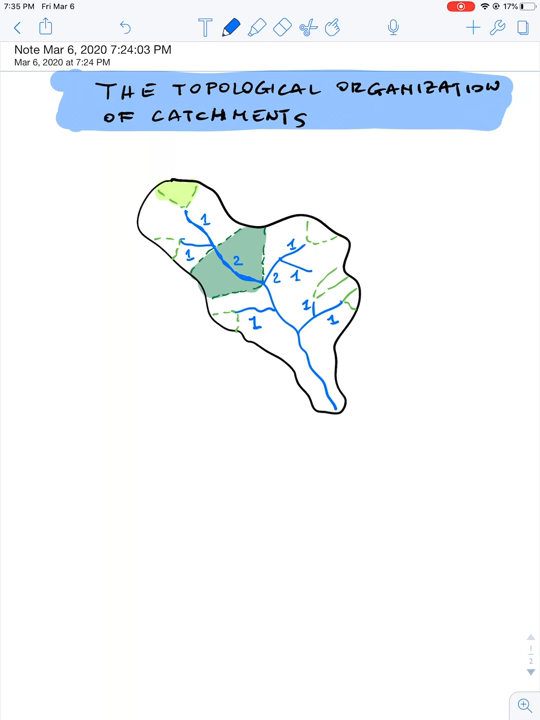 7:35 PM Fri Mar 6
17%
T
Note Mar 6, 2020 7:24:03 PM
Mar 6, 2020 at 7:24 PM
THE TOPOLOGICAL ORGANIZATION
OF CATCHMENTS
1
1
2
1
2
1
1
1
1
1
2